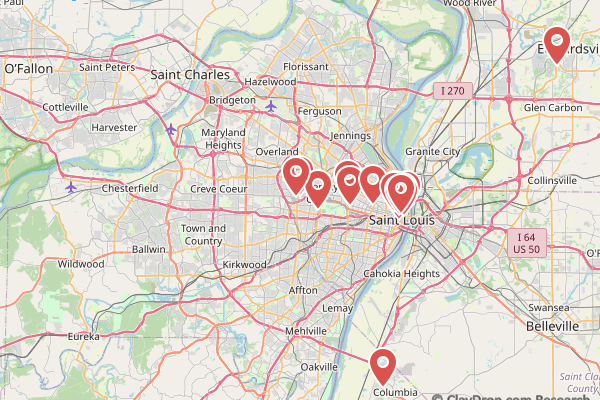 Wood River
t Paul
Florissant
Edwardsvi
O'Fallon
Saint Peters
Saint Charles
Hazelwood
I 270
Bridgeton
Cottleville
Glen Carbon
Ferguson
Harvester
Maryland
Heights
Jennings
Overland
Granite City
Chesterfield
Creve Coeur
Collinsville
Saint Louis
Town and
Country
I 64
US 50
Ballwin
Wildwood
Kirkwood
O'F
Cahokia Heights
Affton
Lemay
Swansea
Mehlville
Belleville
Eureka
Oakville
Saint Cl
County
Columbia
© ClayDrop.com Research